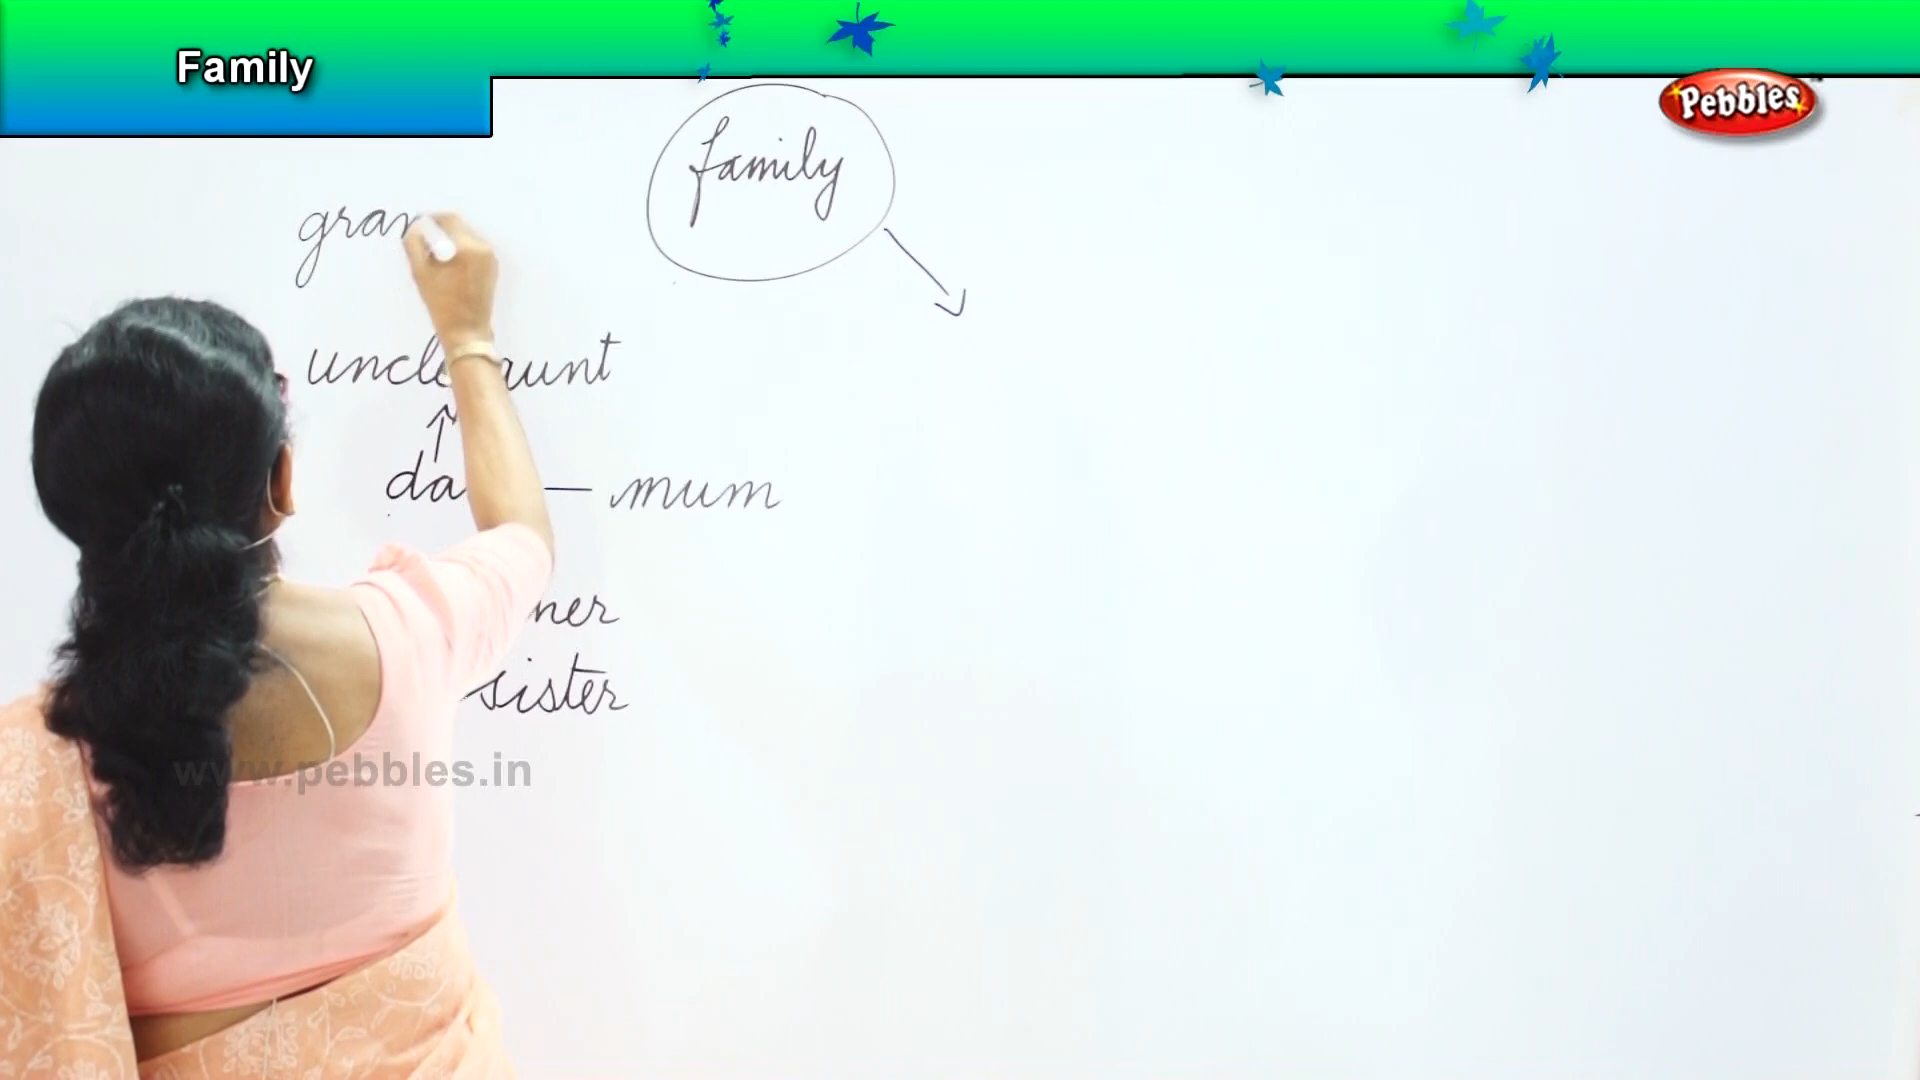 Family
Pebbles
family
gran
uncle aunt
da — mum
ner
sister
www.pebbles.in